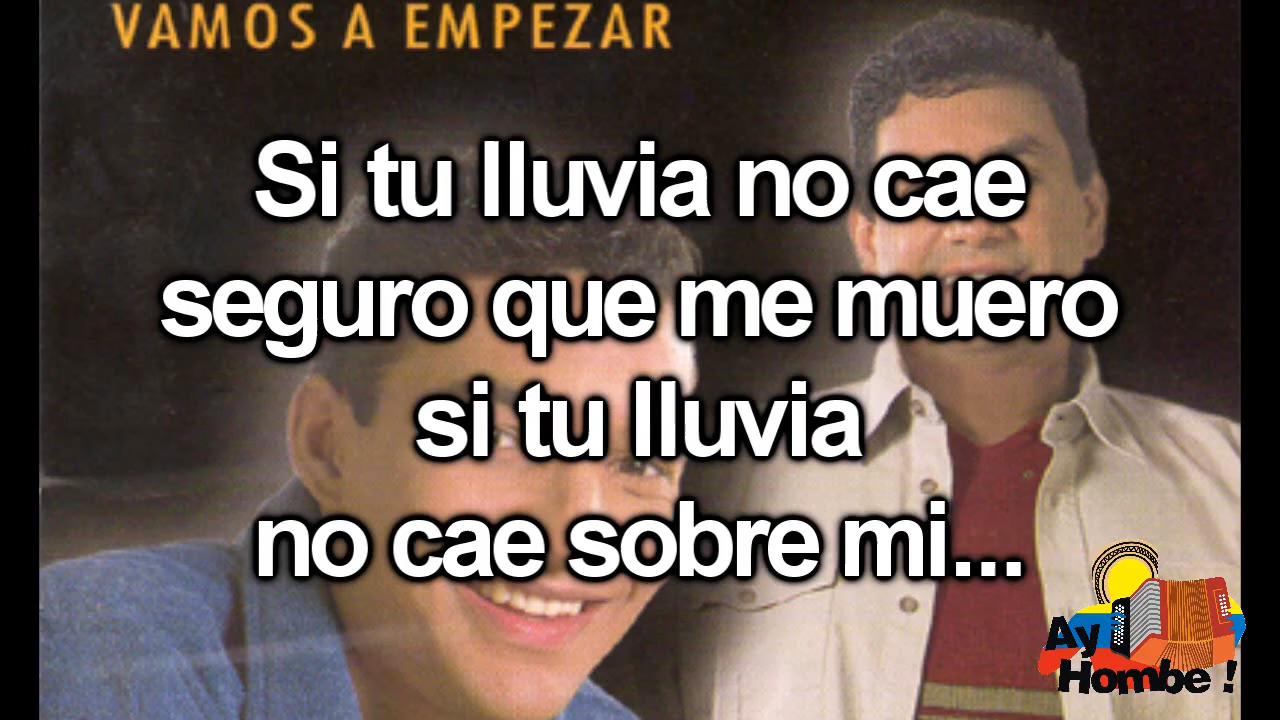 VAMOS A EMPEZAR
Si tu lluvia no cae
seguro que me muero
si tu lluvia
no cae sobre mi...
Ay
Hombe !